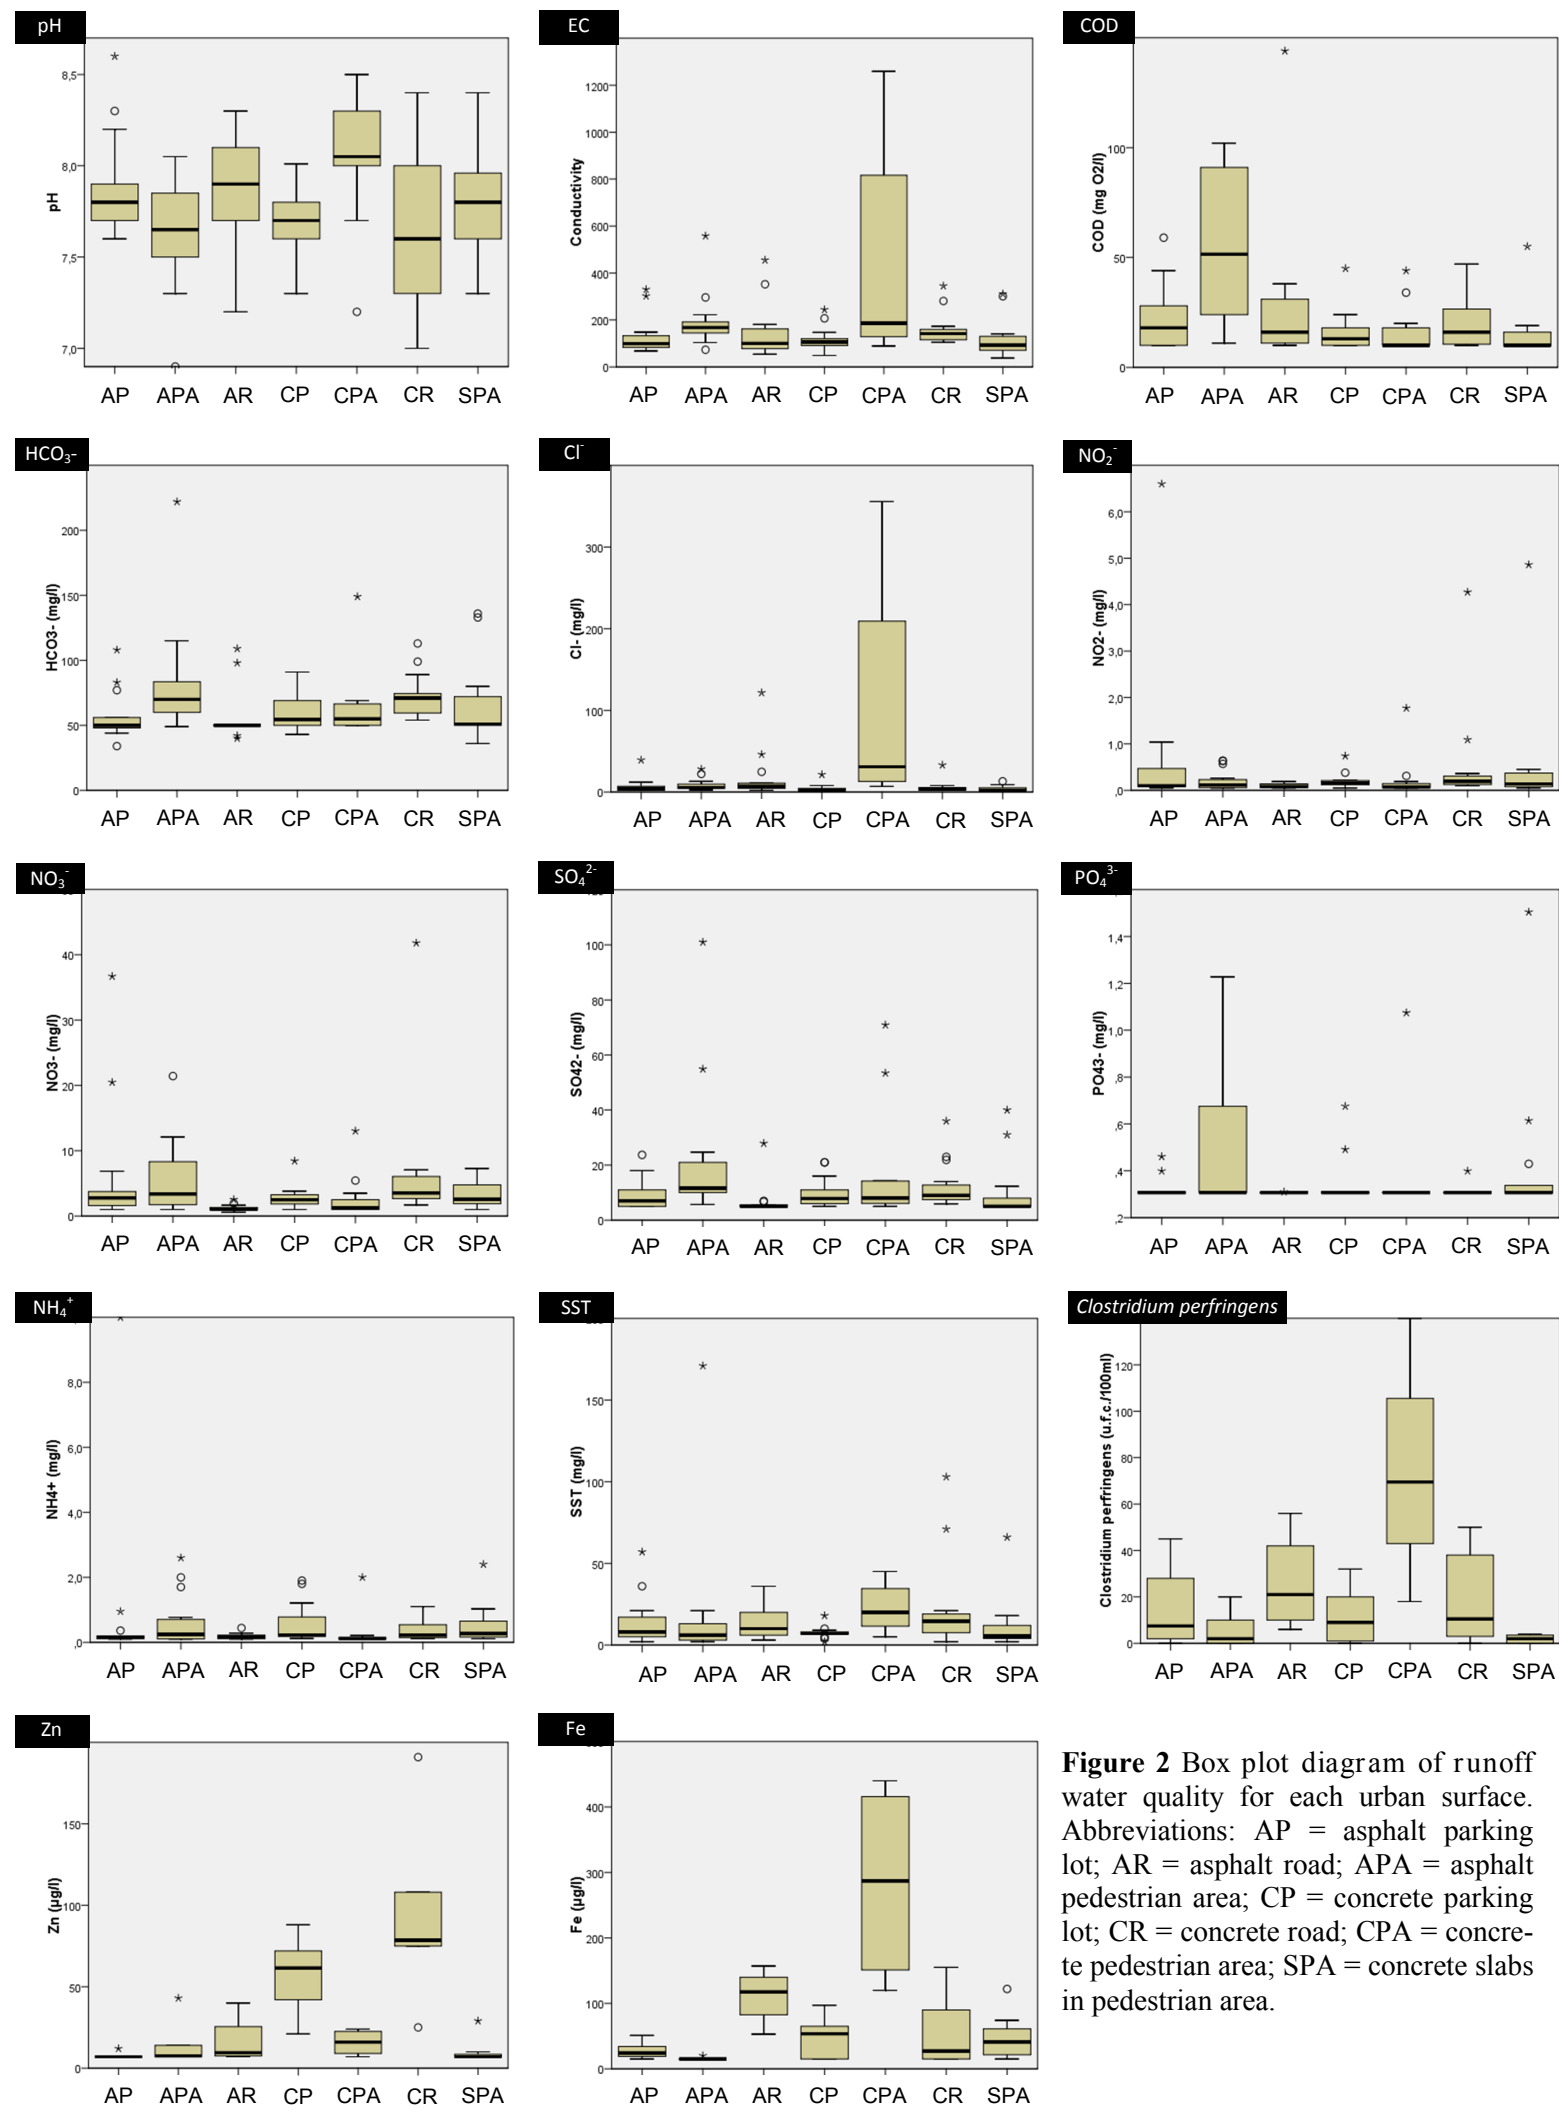 pH
pH
8,5
8,0
7,5
7,0
AP APA AR CP CPA CR SPA
EC
Conductivity
1200
1000
800
600
400
200
0
AP APA AR CP CPA CR SPA
COD
COD (mg O2/l)
100
50
0
AP APA AR CP CPA CR SPA
HCO₃-
HCO3- (mg/l)
200
150
100
50
0
AP APA AR CP CPA CR SPA
Cl⁻
Cl- (mg/l)
300
200
100
0
AP APA AR CP CPA CR SPA
NO₂⁻
NO2- (mg/l)
6,0
5,0
4,0
3,0
2,0
1,0
,0
AP APA AR CP CPA CR SPA
NO₃⁻
NO3- (mg/l)
40
30
20
10
0
AP APA AR CP CPA CR SPA
SO₄²⁻
SO42- (mg/l)
100
80
60
40
20
0
AP APA AR CP CPA CR SPA
PO₄³⁻
PO43- (mg/l)
1,4
1,2
1,0
,8
,6
,4
,2
AP APA AR CP CPA CR SPA
NH₄⁺
NH4+ (mg/l)
8,0
6,0
4,0
2,0
,0
AP APA AR CP CPA CR SPA
SST
SST (mg/l)
150
100
50
0
AP APA AR CP CPA CR SPA
Clostridium perfringens
Clostridium perfringens (u.f.c./100ml)
120
100
80
60
40
20
0
AP APA AR CP CPA CR SPA
Zn
Zn (µg/l)
150
100
50
0
AP APA AR CP CPA CR SPA
Fe
Fe (µg/l)
400
300
200
100
0
AP APA AR CP CPA CR SPA
Figure 2 Box plot diagram of runoff
water quality for each urban surface.
Abbreviations: AP = asphalt parking
lot; AR = asphalt road; APA = asphalt
pedestrian area; CP = concrete parking
lot; CR = concrete road; CPA = concre-
te pedestrian area; SPA = concrete slabs
in pedestrian area.